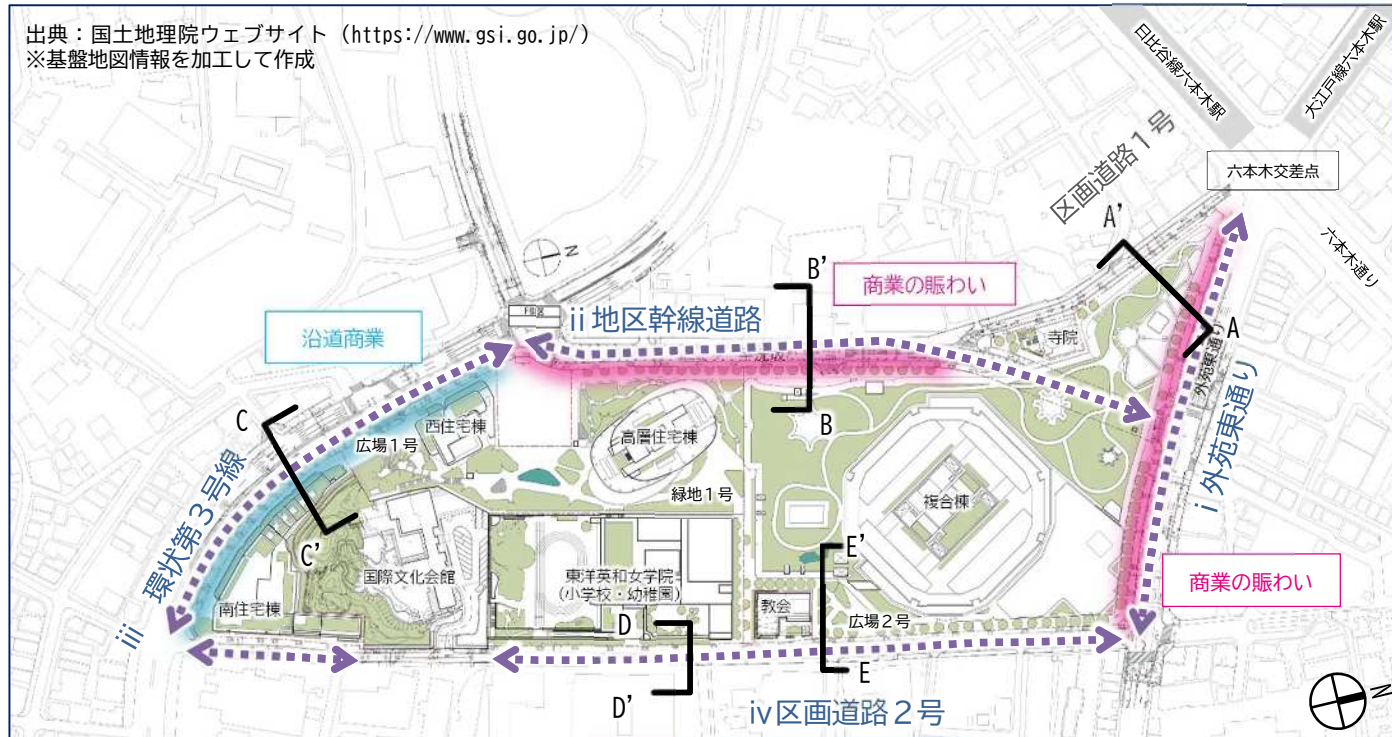 出典：国土地理院ウェブサイト（https://www.gsi.go.jp/）
※基盤地図情報を加工して作成
日比谷線六本木駅
大江戸線六本木駅
六本木交差点
区画道路１号
A’
六本木通り
B’
商業の賑わい
N
ⅱ地区幹線道路
沿道商業
寺院
A
外苑東通り
C
西住宅棟
高層住宅棟
B
広場１号
ⅰ外苑東通り
緑地１号
複合棟
環状第３号線
C’
E’
国際文化会館
東洋英和女学院
(小学校・幼稚園)
商業の賑わい
南住宅棟
教会
広場２号
D
ⅲ
E
D’
ⅳ区画道路２号
N